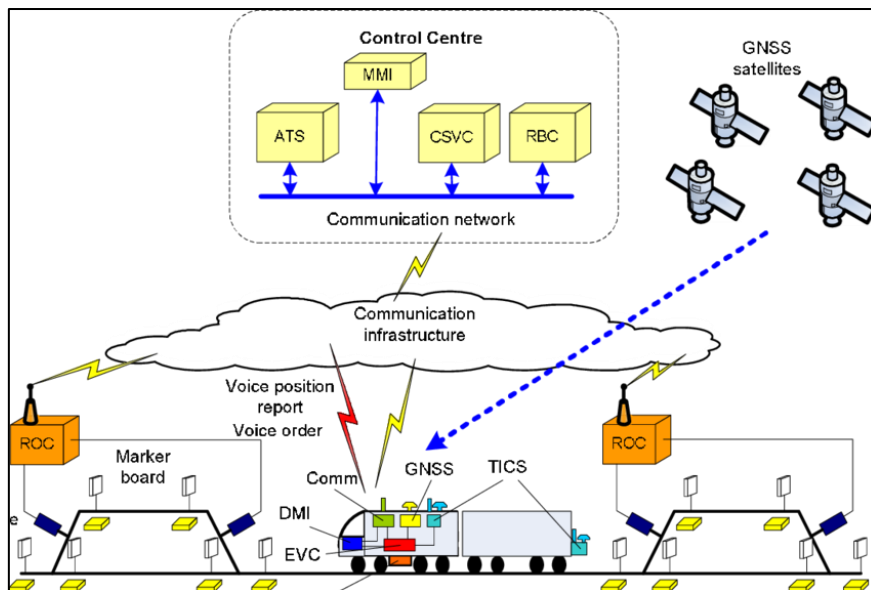 Control Centre
MMI
ATS
CSVC
RBC
Communication network
GNSS
satellites
Communication
infrastructure
Voice position
report
Voice order
ROC
Marker
board
Comm
GNSS
TICS
DMI
EVC
ROC
e